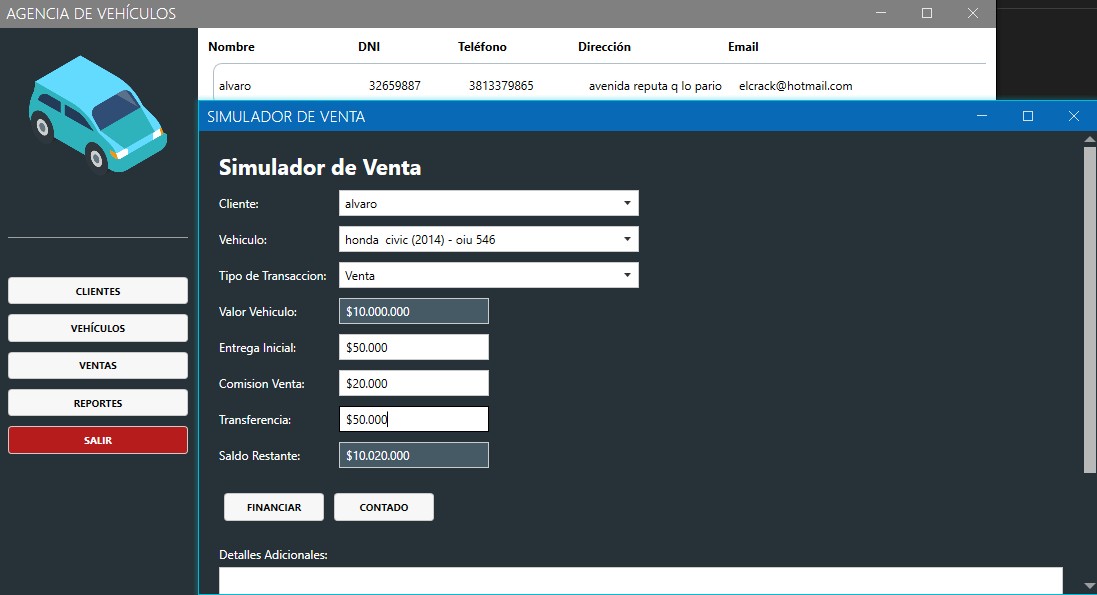 AGENCIA DE VEHÍCULOS
Nombre DNI Teléfono Dirección Email
alvaro 32659887 3813379865 avenida reputa q lo pario elcrack@hotmail.com
SIMULADOR DE VENTA
Simulador de Venta
Cliente: alvaro
Vehiculo: honda civic (2014) - oiu 546
Tipo de Transaccion: Venta
Valor Vehiculo: $10.000.000
Entrega Inicial: $50.000
Comision Venta: $20.000
Transferencia: $50.000
Saldo Restante: $10.020.000
FINANCIAR CONTADO
Detalles Adicionales:
CLIENTES
VEHÍCULOS
VENTAS
REPORTES
SALIR